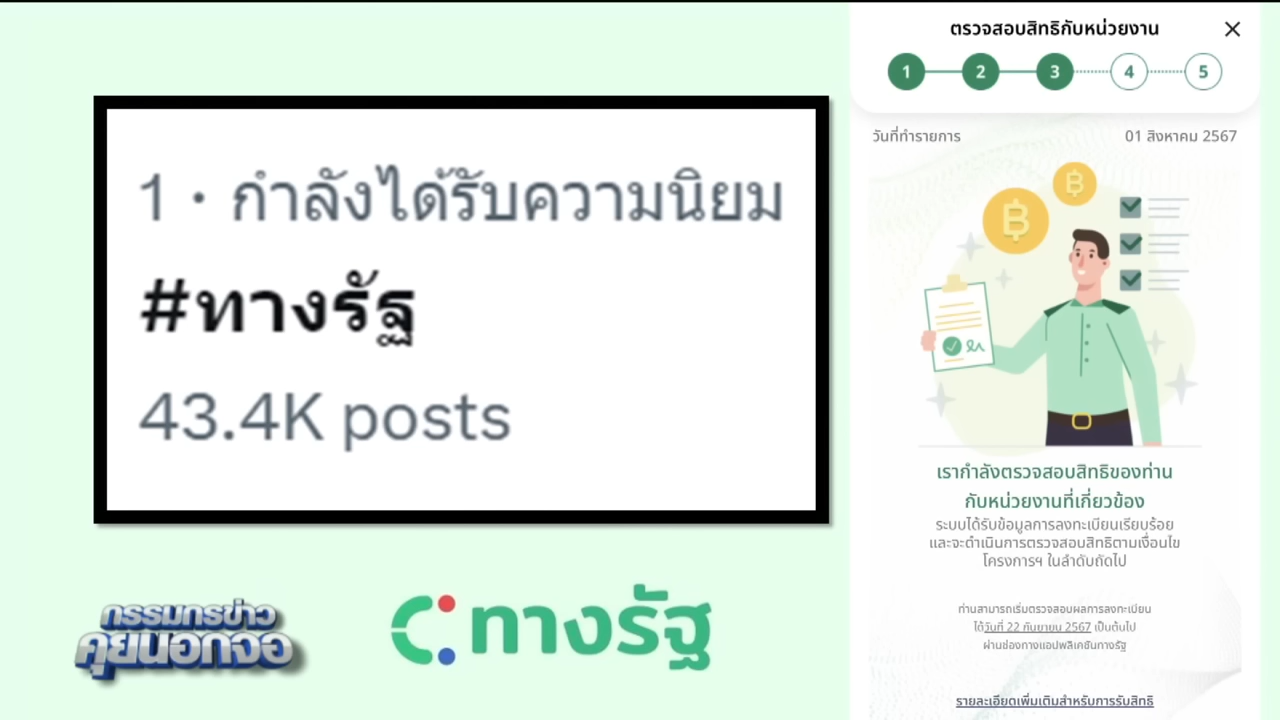 1 · กำลังได้รับความนิยม
#ทางรัฐ
43.4K posts
กรรมกรข่าว
คุยนอกจอ
ทางรัฐ
ตรวจสอบสิทธิกับหน่วยงาน
1 2 3 4 5
วันที่ทำรายการ 01 สิงหาคม 2567
เรากำลังตรวจสอบสิทธิของท่าน
กับหน่วยงานที่เกี่ยวข้อง
ระบบได้รับข้อมูลการลงทะเบียนเรียบร้อย
และจะดำเนินการตรวจสอบสิทธิตามเงื่อนไข
โครงการฯ ในลำดับถัดไป
ท่านสามารถเริ่มตรวจสอบผลการลงทะเบียน
ได้วันที่ 22 กันยายน 2567 เป็นต้นไป
ผ่านช่องทางแอปพลิเคชันทางรัฐ
รายละเอียดเพิ่มเติมสำหรับการรับสิทธิ